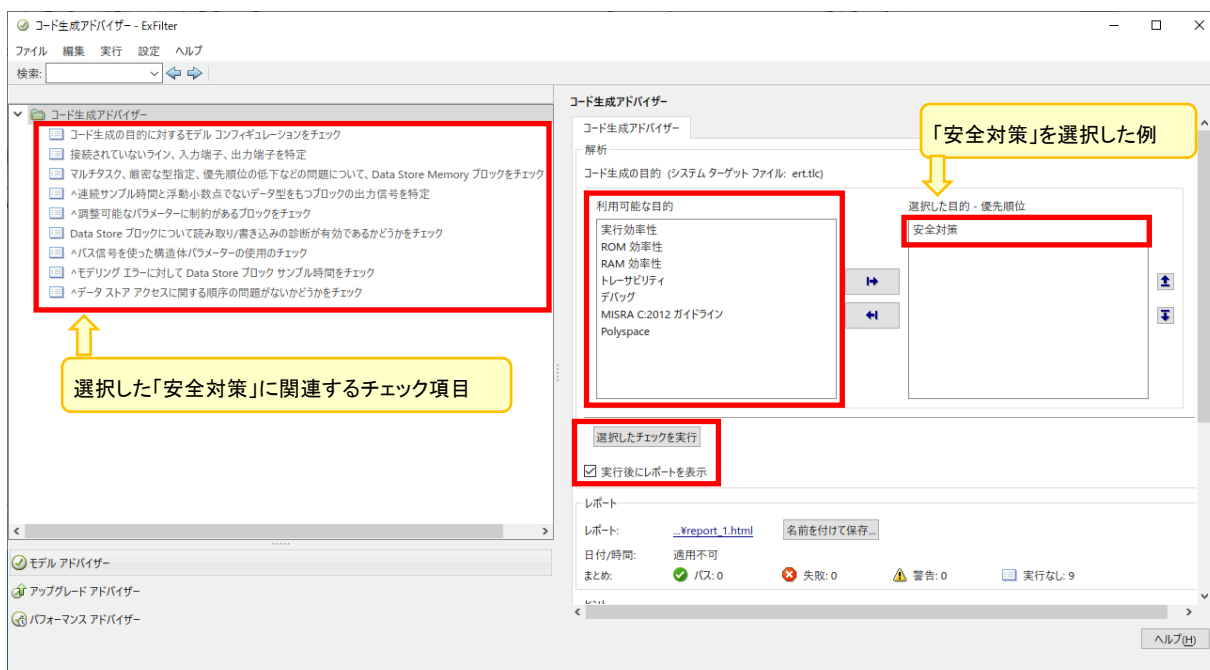 コード生成アドバイザー - ExFilter
ファイル 編集 実行 設定 ヘルプ
検索:
コード生成アドバイザー
コード生成の目的に対するモデル コンフィギュレーションをチェック
接続されていないライン、入力端子、出力端子を特定
マルチタスク、厳密な型指定、優先順位の低下などの問題について、Data Store Memory ブロックをチェック
^連続サンプル時間と浮動小数点でないデータ型をもつブロックの出力信号を特定
^調整可能なパラメーターに制約があるブロックをチェック
Data Store ブロックについて読み取り/書き込みの診断が有効であるかどうかをチェック
^バス信号を使った構造体パラメーターの使用のチェック
^モデリング エラーに対して Data Store ブロック サンプル時間をチェック
^データ ストア アクセスに関する順序の問題がないかどうかをチェック
選択した「安全対策」に関連するチェック項目
モデル アドバイザー
アップグレード アドバイザー
パフォーマンス アドバイザー
コード生成アドバイザー
コード生成アドバイザー
「安全対策」を選択した例
解析
コード生成の目的 (システム ターゲット ファイル: ert.tlc)
利用可能な目的
実行効率性
ROM 効率性
RAM 効率性
トレーサビリティ
デバッグ
MISRA C:2012 ガイドライン
Polyspace
選択した目的 - 優先順位
安全対策
選択したチェックを実行
実行後にレポートを表示
レポート
レポート: ...¥report_1.html 名前を付けて保存...
日付/時間: 適用不可
まとめ: パス: 0 失敗: 0 警告: 0 実行なし: 9
ヘルプ(H)